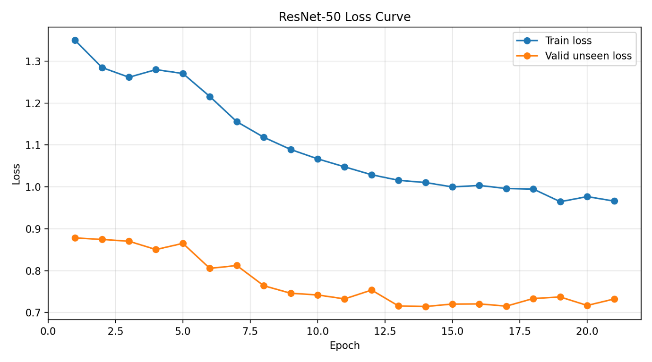 ResNet-50 Loss Curve
Train loss
Valid unseen loss
Loss
1.3
1.2
1.1
1.0
0.9
0.8
0.7
0.0 2.5 5.0 7.5 10.0 12.5 15.0 17.5 20.0
Epoch